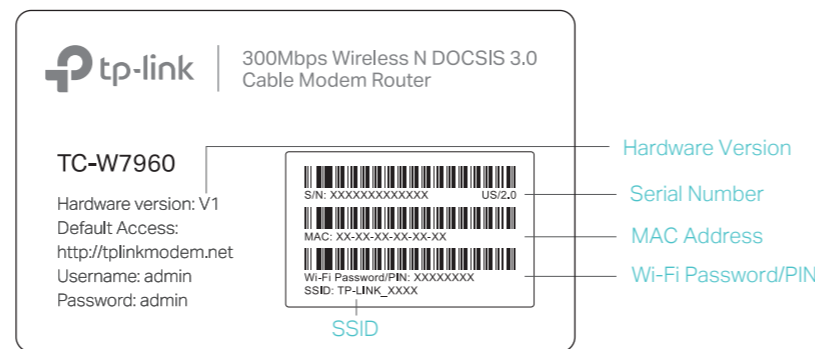 tp-link
300Mbps Wireless N DOCSIS 3.0
Cable Modem Router
TC-W7960
Hardware version: V1
Default Access:
http://tplinkmodem.net
Username: admin
Password: admin
S/N: XXXXXXXXXXXXX US/2.0
MAC: XX-XX-XX-XX-XX-XX
Wi-Fi Password/PIN: XXXXXXXX
SSID: TP-LINK_XXXX
Hardware Version
Serial Number
MAC Address
Wi-Fi Password/PIN
SSID